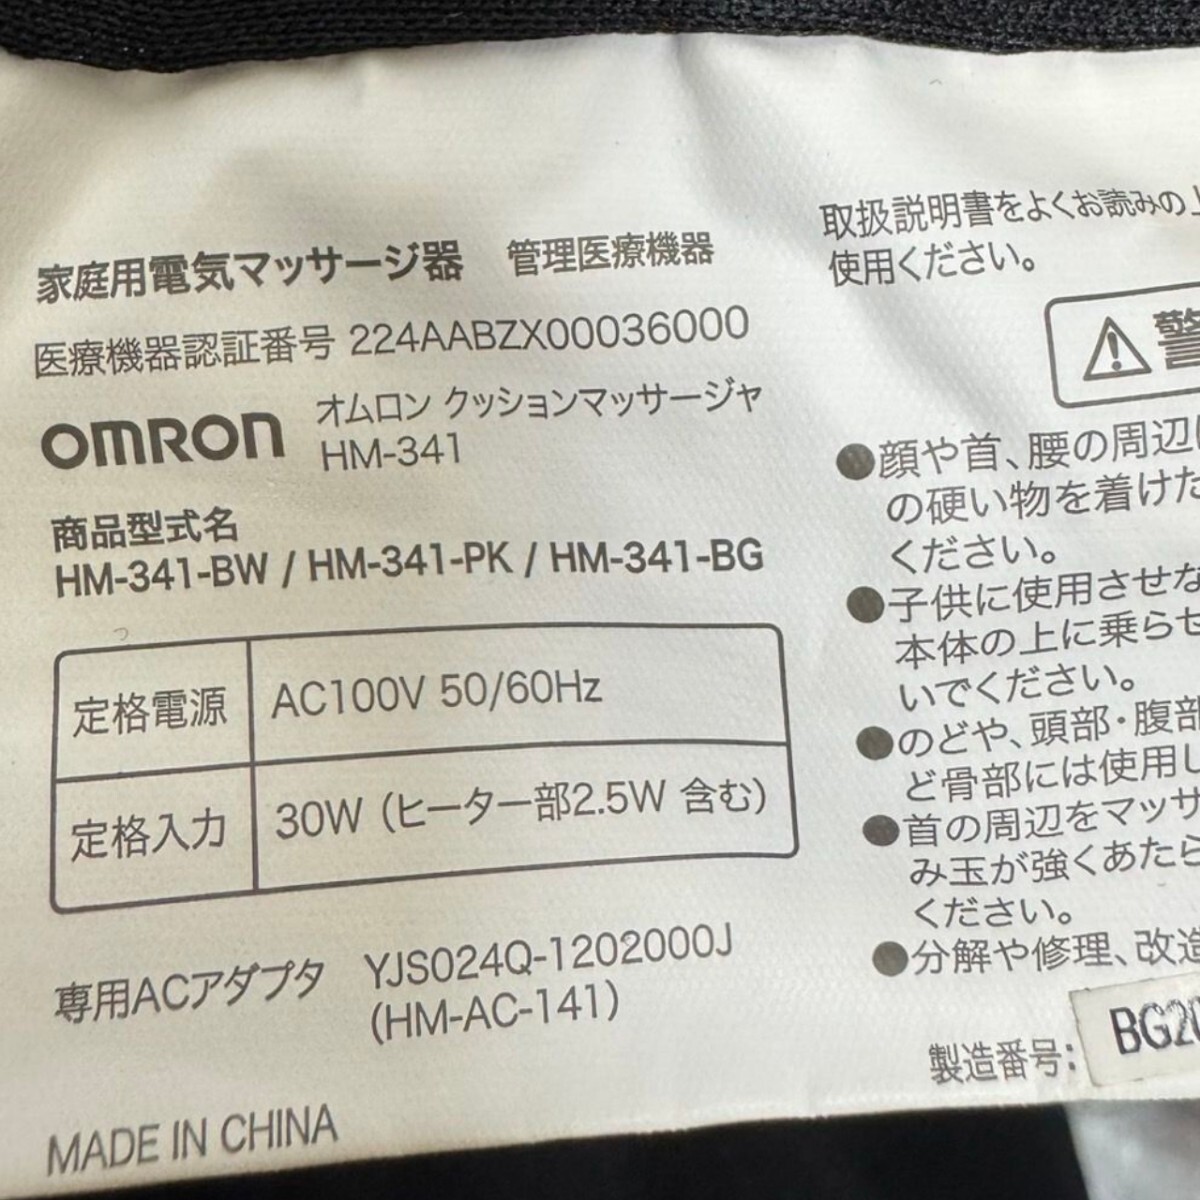 家庭用電気マッサージ器 管理医療機器
医療機器認証番号 224AABZX00036000
OMRON オムロン クッションマッサージャ
HM-341
商品型式名
HM-341-BW / HM-341-PK / HM-341-BG
定格電源 AC100V 50/60Hz
定格入力 30W (ヒーター部2.5W 含む)
専用ACアダプタ YJS024Q-1202000J
(HM-AC-141)
MADE IN CHINA
取扱説明書をよくお読みの
使用ください。
⚠警
●顔や首、腰の周辺
の硬い物を着けた
ください。
●子供に使用させな
本体の上に乗らせ
いでください。
●のどや、頭部・腹部
ど骨部には使用し
●首の周辺をマッサ
み玉が強くあたら
ください。
●分解や修理、改造
製造番号: BG20